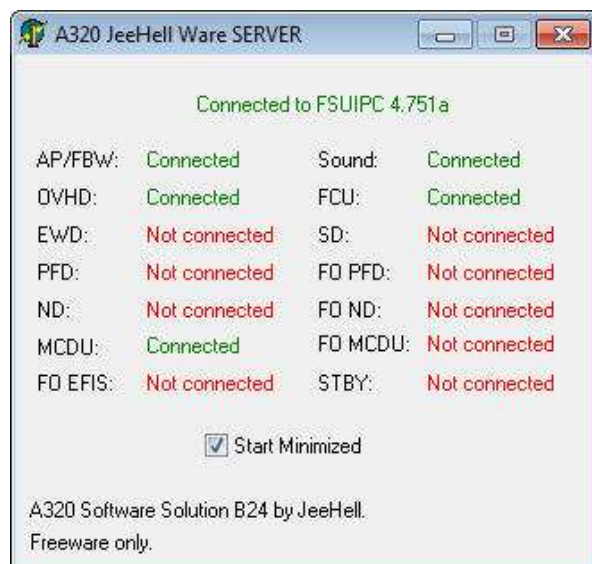 A320 JeeHell Ware SERVER
Connected to FSUIPC 4.751a
AP/FBW: Connected Sound: Connected
OVHD: Connected FCU: Connected
EWD: Not connected SD: Not connected
PFD: Not connected FO PFD: Not connected
ND: Not connected FO ND: Not connected
MCDU: Connected FO MCDU: Not connected
FO EFIS: Not connected STBY: Not connected
Start Minimized
A320 Software Solution B24 by JeeHell.
Freeware only.